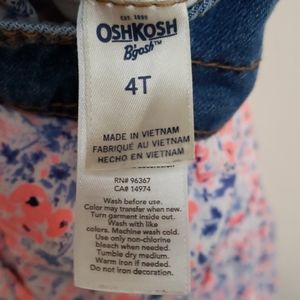 EST. 1895
OSHKOSH
B'gosh
4T
MADE IN VIETNAM
FABRIQUÉ AU VIETNAM
HECHO EN VIETNAM
RN# 96367
CA# 14974
Wash before use.
Color may transfer when new.
Turn garment inside out.
Wash with like
colors. Machine wash cold.
Use only non-chlorine
bleach when needed.
Tumble dry medium.
Warm iron if needed.
Do not iron decoration.